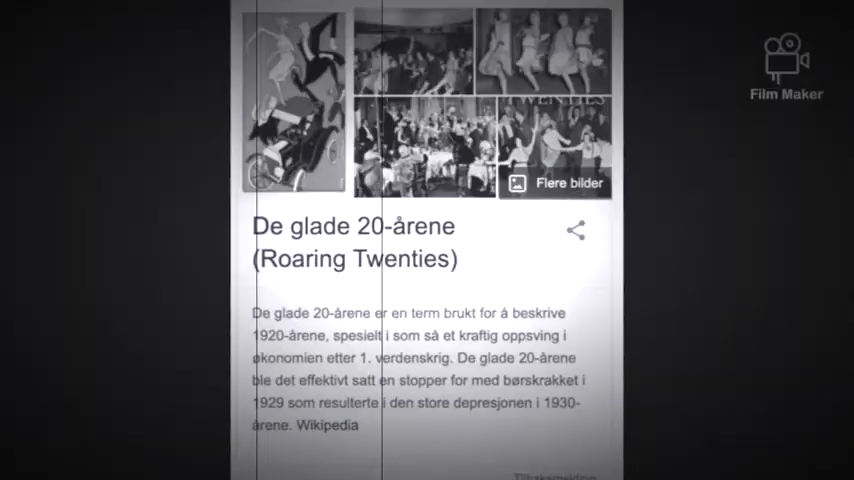 Film Maker
TWENTIES
Flere bilder
De glade 20-årene
(Roaring Twenties)
De glade 20-årene er en term brukt for å beskrive
1920-årene, spesielt i som så et kraftig oppsving i
økonomien etter 1. verdenskrig. De glade 20-årene
ble det effektivt satt en stopper for med børskrakket i
1929 som resulterte i den store depresjonen i 1930-
årene. Wikipedia